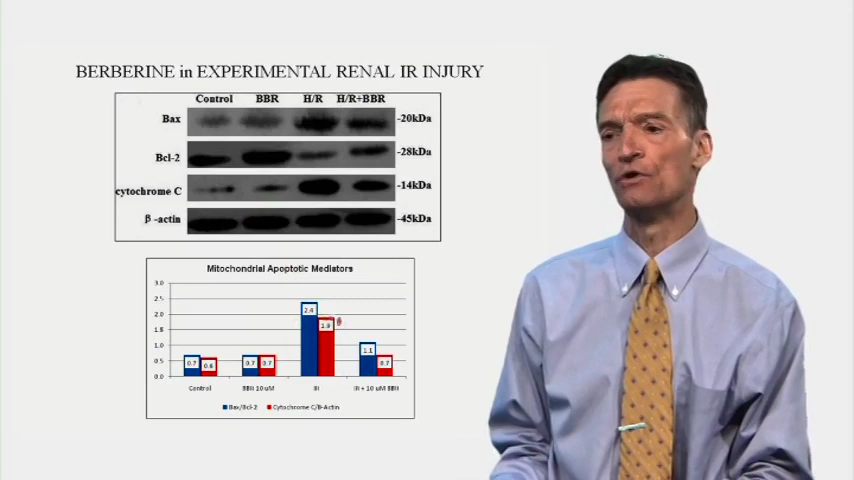 BERBERINE in EXPERIMENTAL RENAL IR INJURY
Control BBR H/R H/R+BBR
Bax -20kDa
Bcl-2 -28kDa
cytochrome C -14kDa
β-actin -45kDa
Mitochondrial Apoptotic Mediators
3.0
2.5
2.0
1.8
1.0
0.5
0.0
0.7 0.6 0.7 0.7 2.4 1.9 # 1.1 0.7
Control BBR 10 uM IRI IRI + 10 uM BBR
Bax/Bcl-2 Cytochrome C/B-Actin